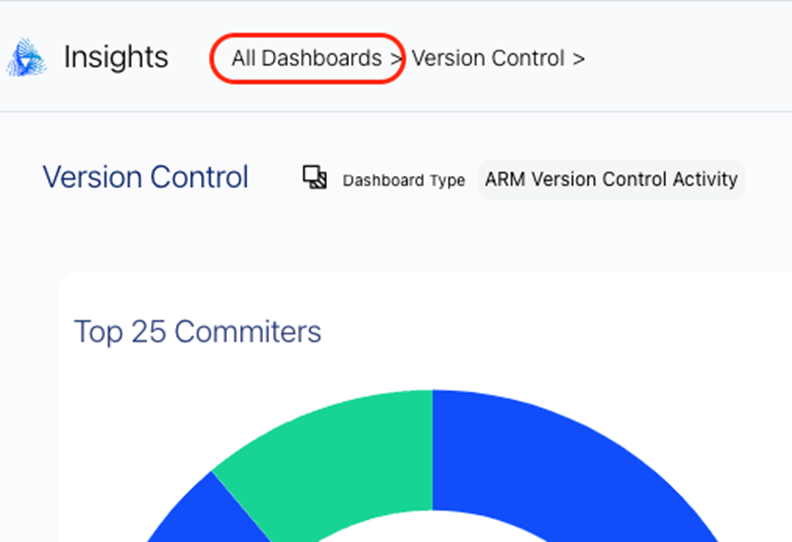 Insights All Dashboards > Version Control >
Version Control Dashboard Type ARM Version Control Activity
Top 25 Commiters